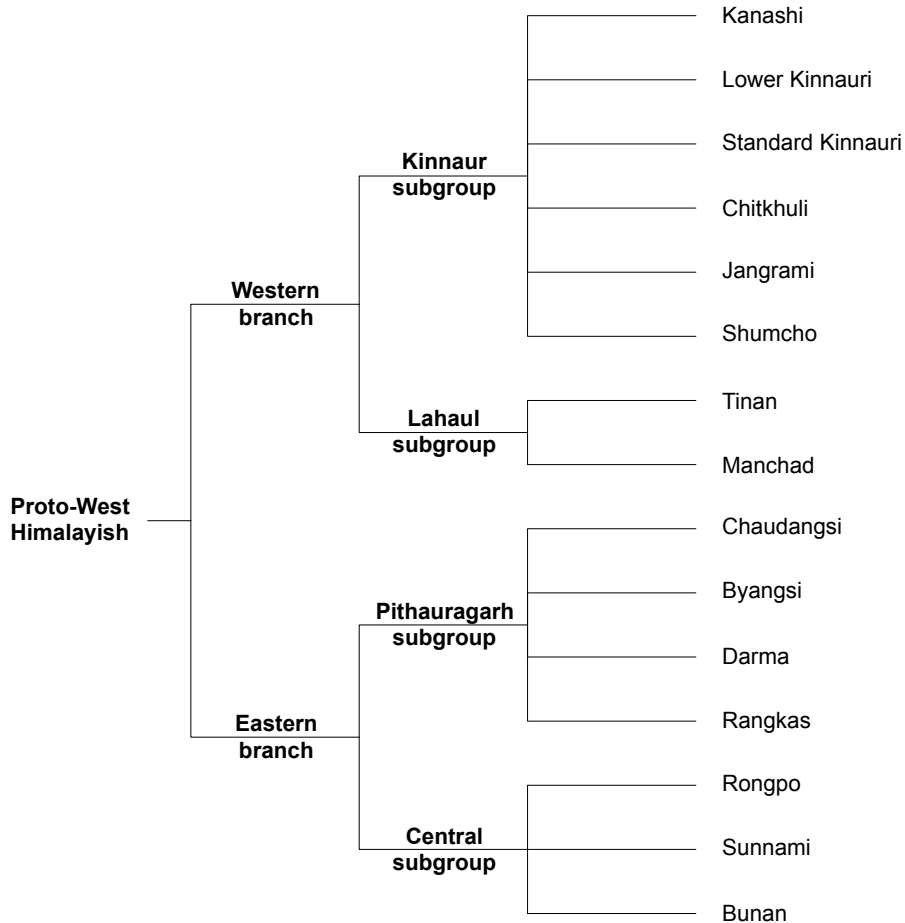 Kanashi
Lower Kinnauri
Kinnaur
subgroup
Standard Kinnauri
Chitkhuli
Jangrami
Western
branch
Shumcho
Lahaul
subgroup
Tinan
Manchad
Proto-West
Himalayish
Chaudangsi
Pithauragarh
subgroup
Byangsi
Darma
Eastern
branch
Rangkas
Rongpo
Central
subgroup
Sunnami
Bunan